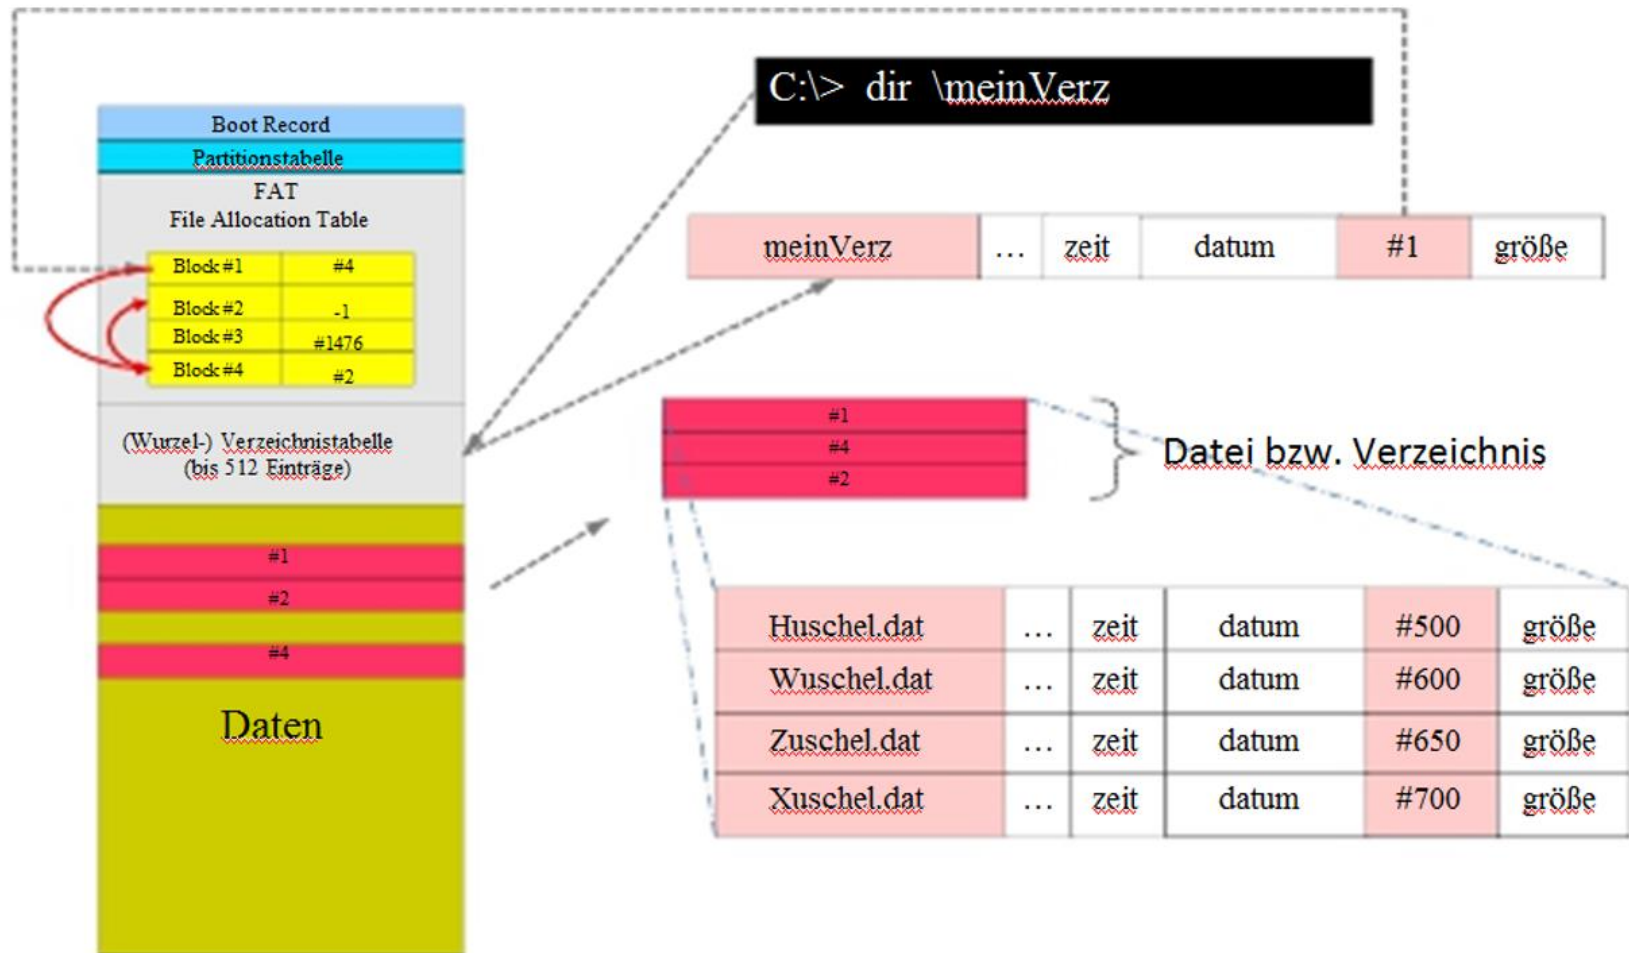 C:\> dir \meinVerz
Boot Record
Partitionstabelle
FAT
File Allocation Table
Block #1 #4
Block #2 -1
Block #3 #1476
Block #4 #2
(Wurzel-) Verzeichnistabelle
(bis 512 Einträge)
#1
#2
#4
Daten
meinVerz ... zeit datum #1 größe
#1
#4
#2
Datei bzw. Verzeichnis
Huschel.dat ... zeit datum #500 größe
Wuschel.dat ... zeit datum #600 größe
Zuschel.dat ... zeit datum #650 größe
Xuschel.dat ... zeit datum #700 größe